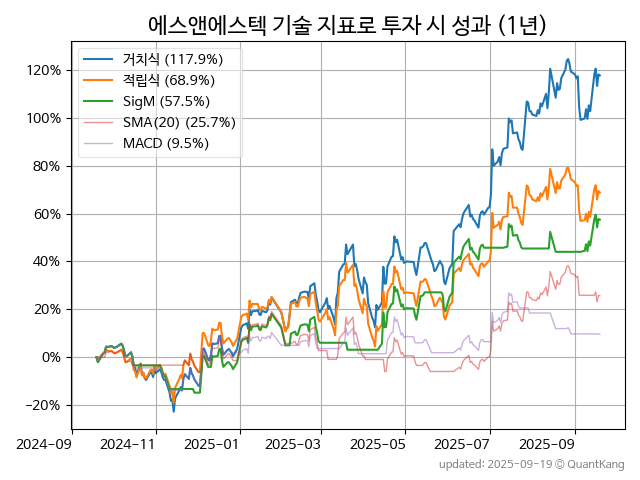 에스앤에스텍 기술 지표로 투자 시 성과 (1년)
거치식 (117.9%)
적립식 (68.9%)
SigM (57.5%)
SMA(20) (25.7%)
MACD (9.5%)
120%
100%
80%
60%
40%
20%
0%
−20%
2024-09
2024-11
2025-01
2025-03
2025-05
2025-07
2025-09
updated: 2025-09-19 © QuantKang